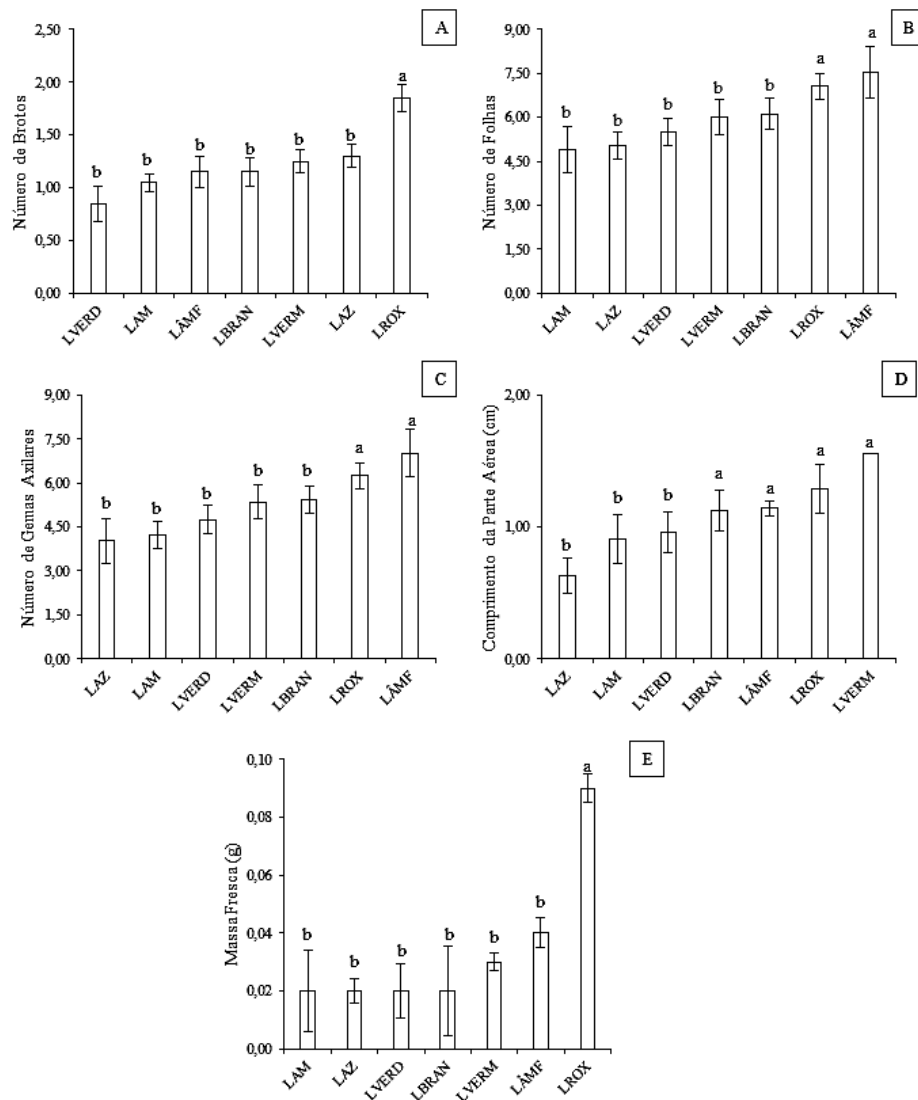 A
Número de Brotos
2,50
2,00
1,50
1,00
0,50
0,00
b
b
b
b
b
b
a
LVERD
LAM
LÂMF
LBRAN
LVERM
LAZ
LROX
B
Número de Folhas
9,00
7,50
6,00
4,50
3,00
1,50
0,00
b
b
b
b
b
a
a
LAM
LAZ
LVERD
LVERM
LBRAN
LROX
LÂMF
C
Número de Gemas Axilares
9,00
7,50
6,00
4,50
3,00
1,50
0,00
b
b
b
b
b
a
a
LAZ
LAM
LVERD
LVERM
LBRAN
LROX
LÂMF
D
Comprimento da Parte Aérea (cm)
2,00
1,00
0,00
b
b
b
a
a
a
a
LAZ
LAM
LVERD
LBRAN
LÂMF
LROX
LVERM
E
Massa Fresca (g)
0,10
0,08
0,06
0,04
0,02
0,00
b
b
b
b
b
b
a
LAM
LAZ
LVERD
LBRAN
LVERM
LÂMF
LROX